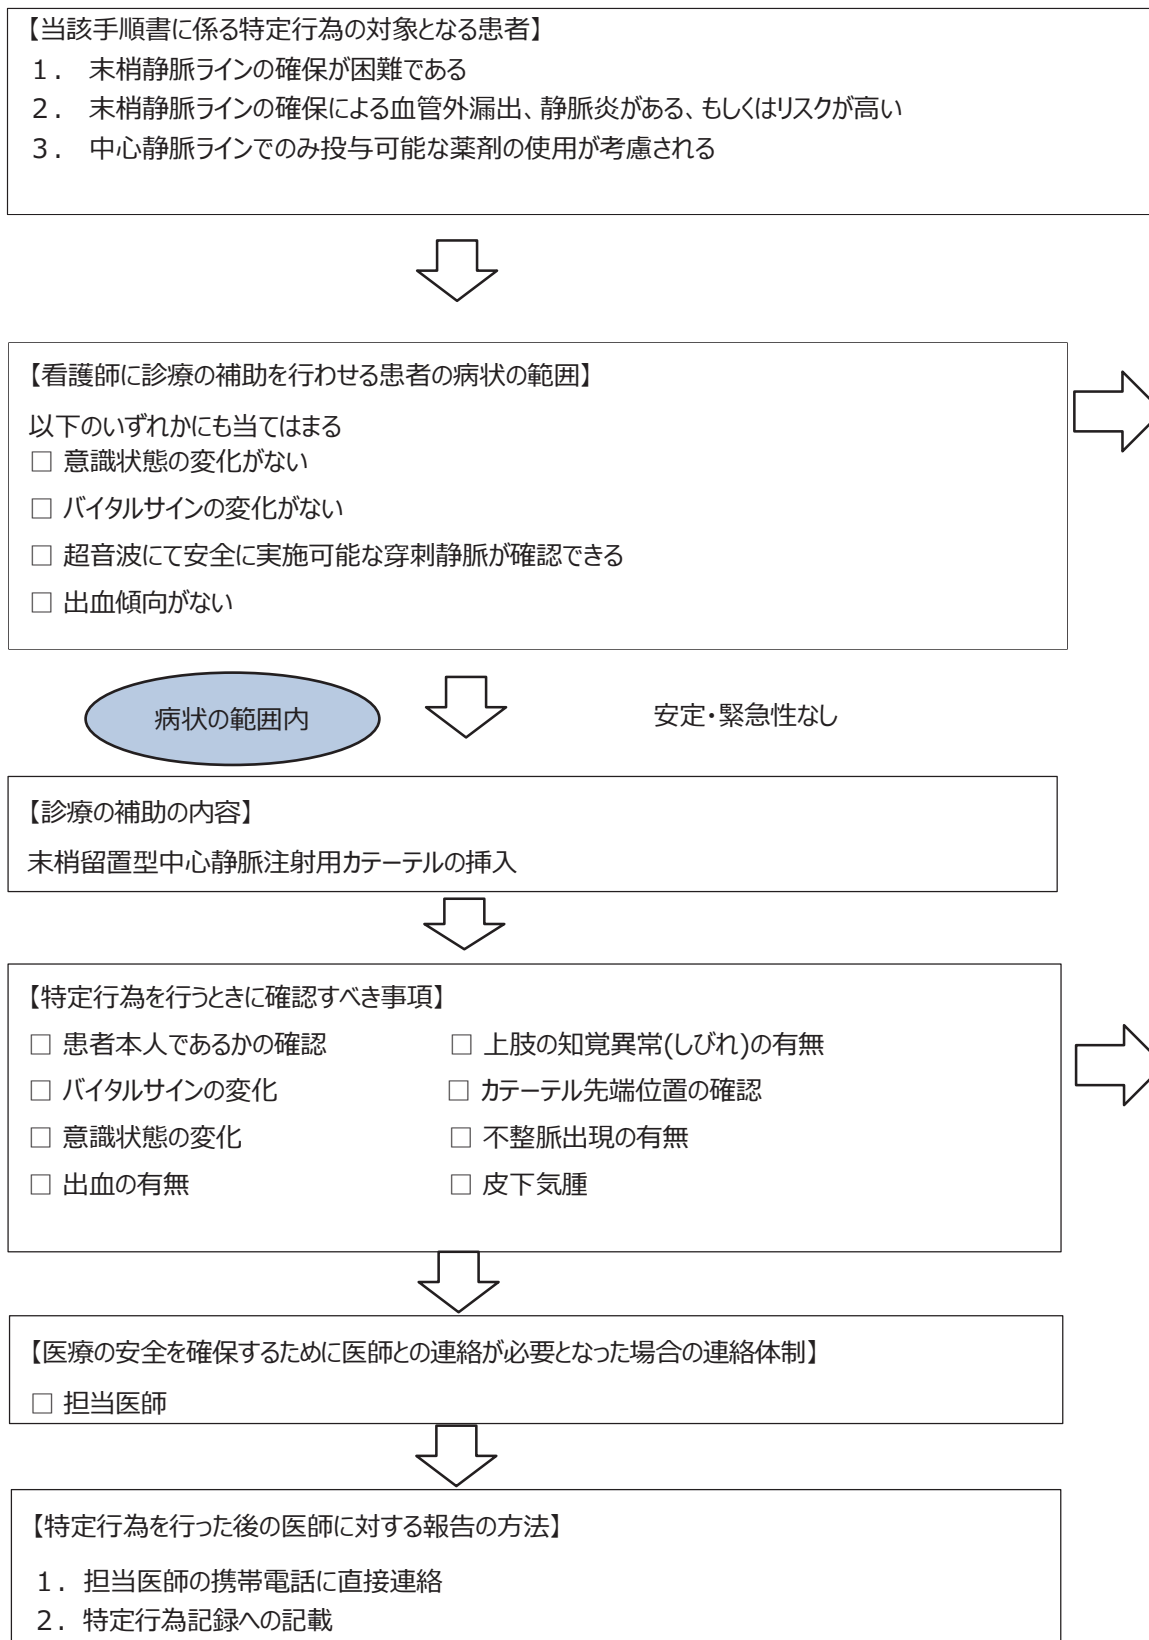 【当該手順書に係る特定行為の対象となる患者】
１． 末梢静脈ラインの確保が困難である
２． 末梢静脈ラインの確保による血管外漏出、静脈炎がある、もしくはリスクが高い
３． 中心静脈ラインでのみ投与可能な薬剤の使用が考慮される
【看護師に診療の補助を行わせる患者の病状の範囲】
以下のいずれかにも当てはまる
□ 意識状態の変化がない
□ バイタルサインの変化がない
□ 超音波にて安全に実施可能な穿刺静脈が確認できる
□ 出血傾向がない
病状の範囲内 安定・緊急性なし
【診療の補助の内容】
末梢留置型中心静脈注射用カテーテルの挿入
【特定行為を行うときに確認すべき事項】
□ 患者本人であるかの確認 □ 上肢の知覚異常(しびれ)の有無
□ バイタルサインの変化 □ カテーテル先端位置の確認
□ 意識状態の変化 □ 不整脈出現の有無
□ 出血の有無 □ 皮下気腫
【医療の安全を確保するために医師との連絡が必要となった場合の連絡体制】
□ 担当医師
【特定行為を行った後の医師に対する報告の方法】
１．担当医師の携帯電話に直接連絡
２．特定行為記録への記載